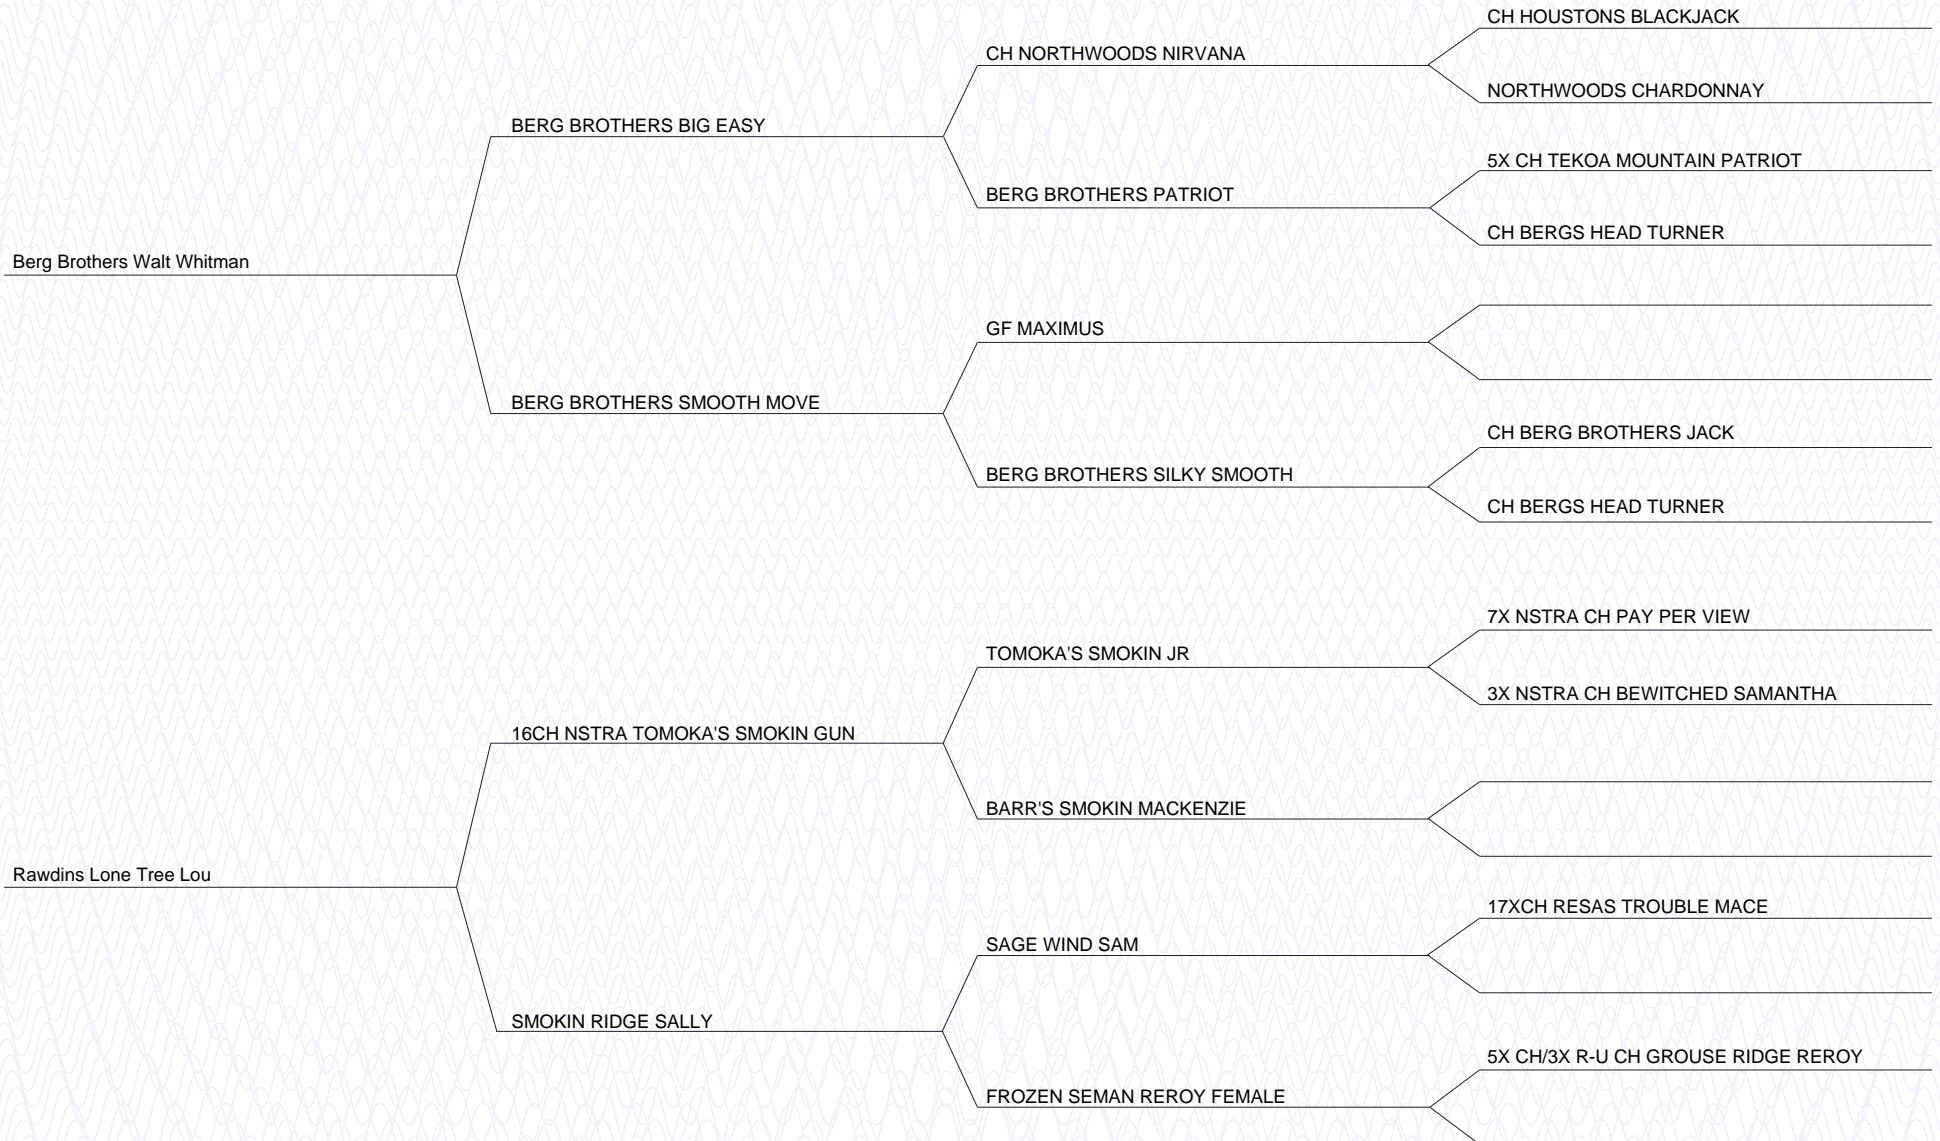 CH HOUSTONS BLACKJACK
CH NORTHWOODS NIRVANA
NORTHWOODS CHARDONNAY
BERG BROTHERS BIG EASY
5X CH TEKOA MOUNTAIN PATRIOT
BERG BROTHERS PATRIOT
CH BERGS HEAD TURNER
Berg Brothers Walt Whitman
GF MAXIMUS
BERG BROTHERS SMOOTH MOVE
CH BERG BROTHERS JACK
BERG BROTHERS SILKY SMOOTH
CH BERGS HEAD TURNER
7X NSTRA CH PAY PER VIEW
TOMOKA'S SMOKIN JR
3X NSTRA CH BEWITCHED SAMANTHA
16CH NSTRA TOMOKA'S SMOKIN GUN
BARR'S SMOKIN MACKENZIE
Rawdins Lone Tree Lou
17XCH RESAS TROUBLE MACE
SAGE WIND SAM
SMOKIN RIDGE SALLY
5X CH/3X R-U CH GROUSE RIDGE REROY
FROZEN SEMAN REROY FEMALE